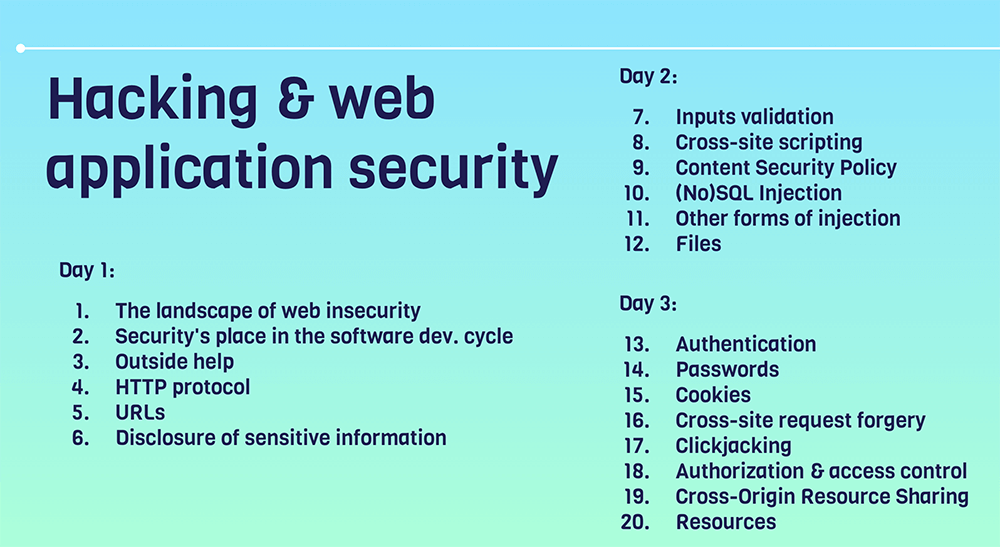 Hacking & web
application security
Day 1:
1. The landscape of web insecurity
2. Security's place in the software dev. cycle
3. Outside help
4. HTTP protocol
5. URLs
6. Disclosure of sensitive information
Day 2:
7. Inputs validation
8. Cross-site scripting
9. Content Security Policy
10. (No)SQL Injection
11. Other forms of injection
12. Files
Day 3:
13. Authentication
14. Passwords
15. Cookies
16. Cross-site request forgery
17. Clickjacking
18. Authorization & access control
19. Cross-Origin Resource Sharing
20. Resources